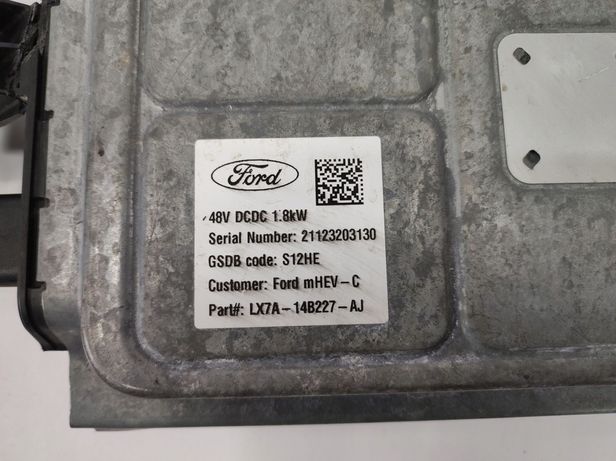 Ford
48V DCDC 1.8kW
Serial Number: 21123203130
GSDB code: S12HE
Customer: Ford mHEV-C
Part#: LX7A-14B227-AJ